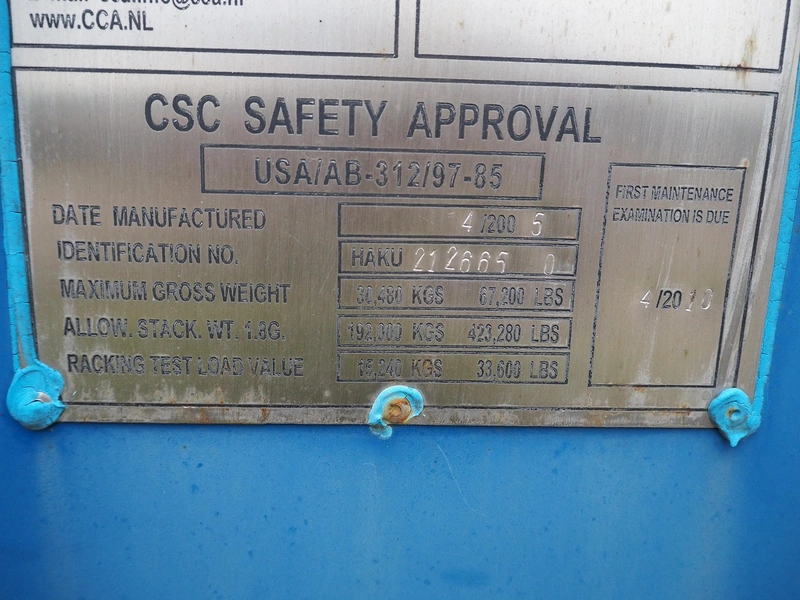 WWW.CCA.NL
CSC SAFETY APPROVAL
USA/AB-312/97-85
DATE MANUFACTURED 4/2005
IDENTIFICATION NO. HAKU 212665 0
MAXIMUM GROSS WEIGHT 30,480 KGS 67,200 LBS
ALLOW. STACK. WT. 1.8G. 192,000 KGS 423,280 LBS
RACKING TEST LOAD VALUE 15,240 KGS 33,600 LBS
FIRST MAINTENANCE
EXAMINATION IS DUE
4/2010